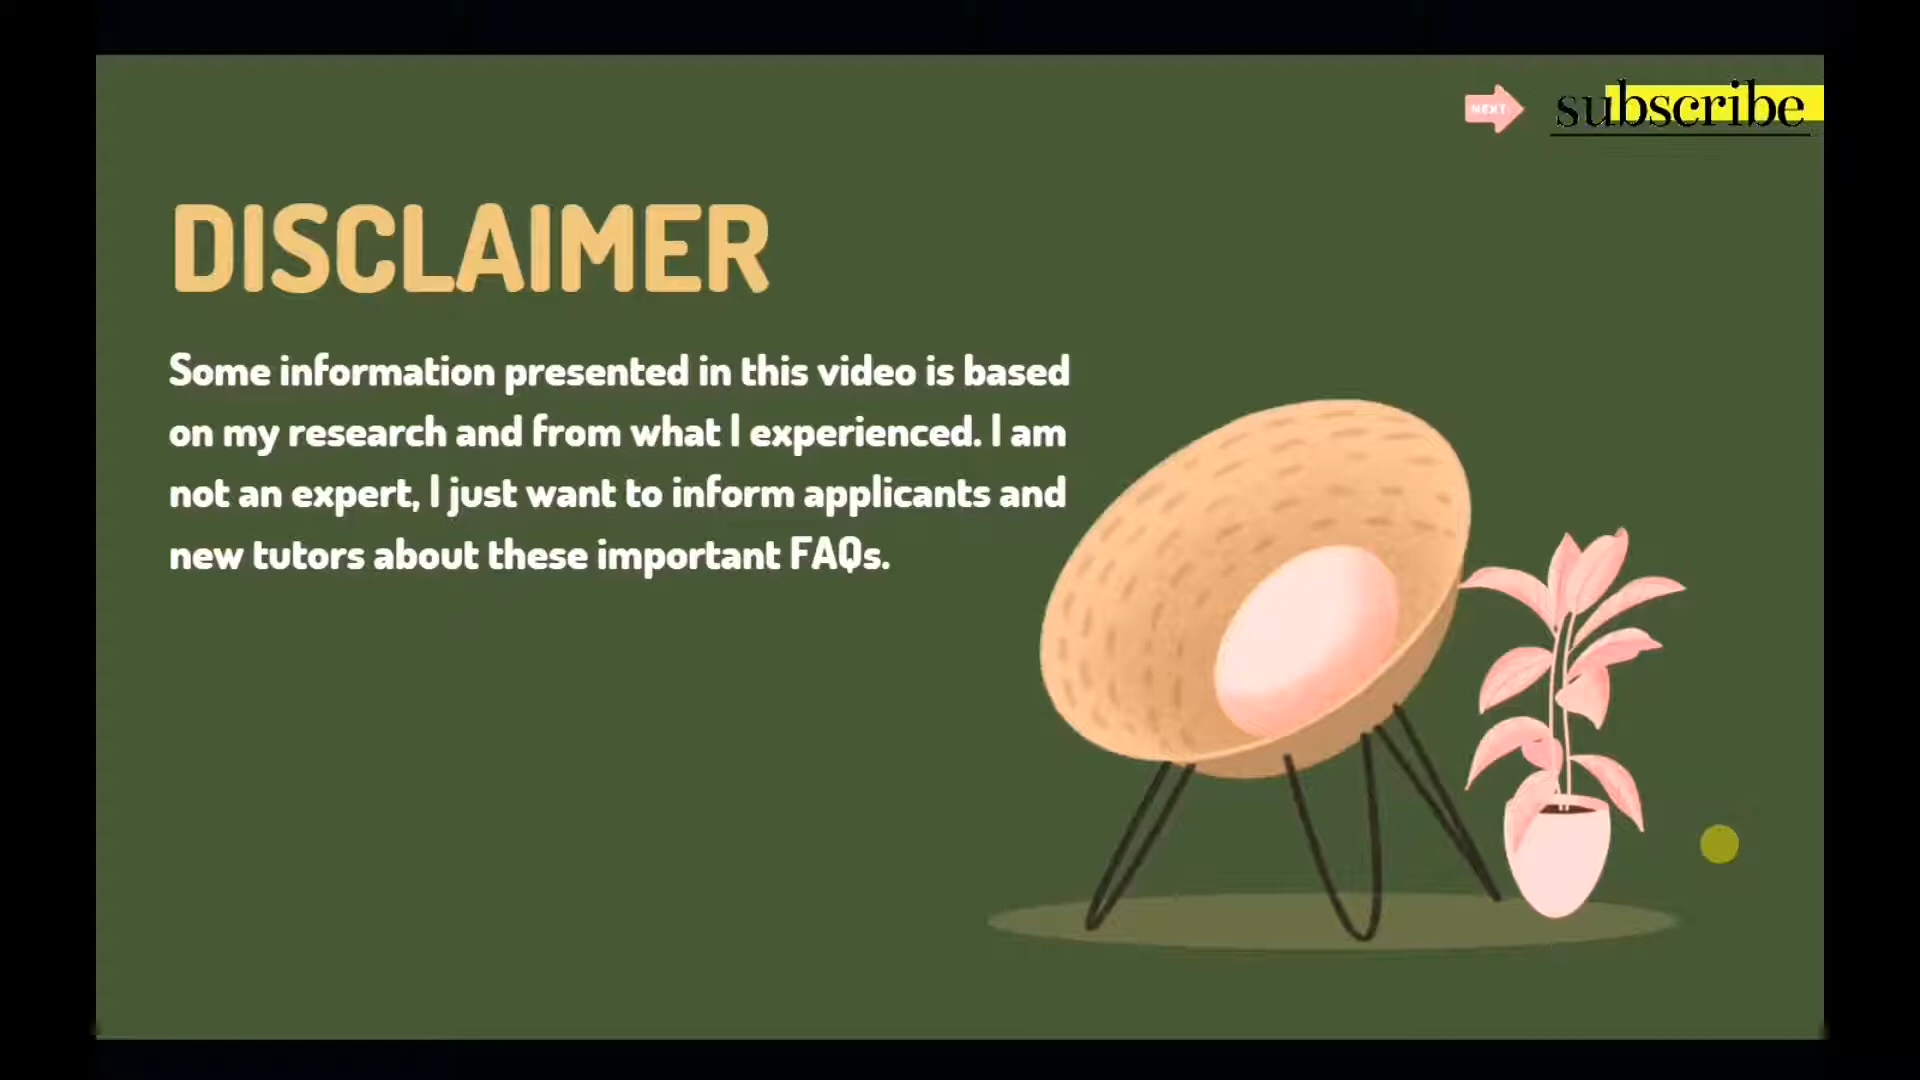 NEXT
subscribe
DISCLAIMER
Some information presented in this video is based
on my research and from what I experienced. I am
not an expert, I just want to inform applicants and
new tutors about these important FAQs.